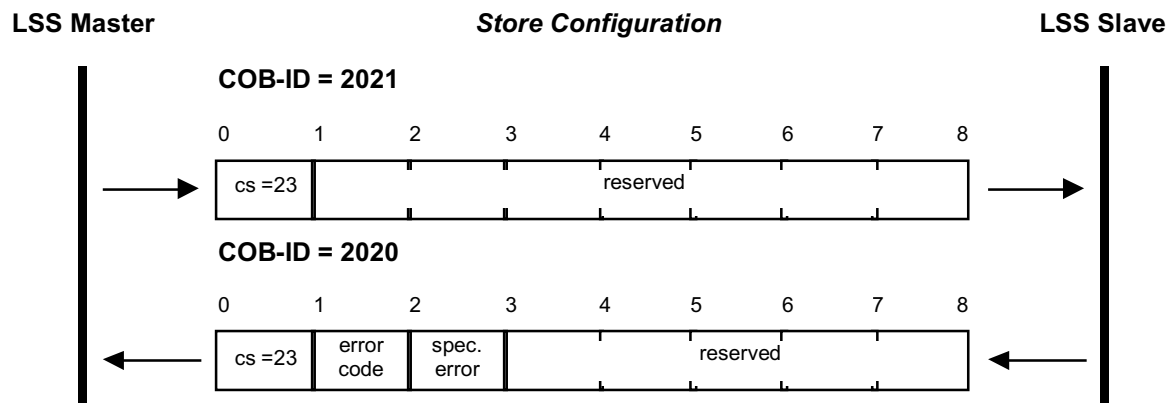 LSS Master Store Configuration LSS Slave
COB-ID = 2021
0 1 2 3 4 5 6 7 8
cs =23 reserved
COB-ID = 2020
0 1 2 3 4 5 6 7 8
cs =23 error code spec. error reserved